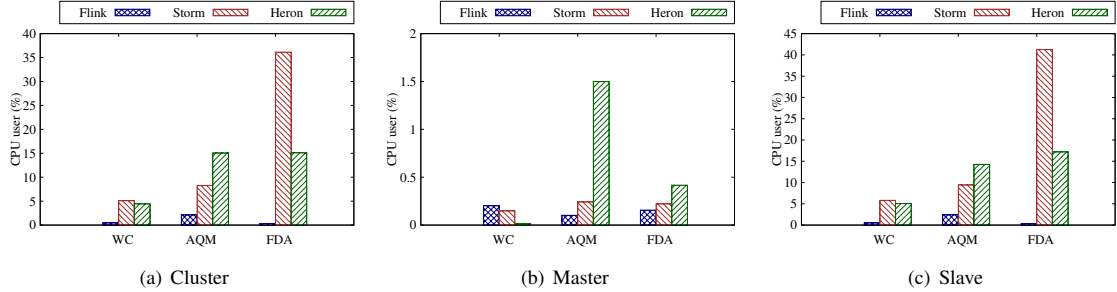 Flink Storm Heron
CPU user (%)
40
35
30
25
20
15
10
5
0
WC AQM FDA
(a) Cluster
Flink Storm Heron
CPU user (%)
2
1.5
1
0.5
0
WC AQM FDA
(b) Master
Flink Storm Heron
CPU user (%)
45
40
35
30
25
20
15
10
5
0
WC AQM FDA
(c) Slave